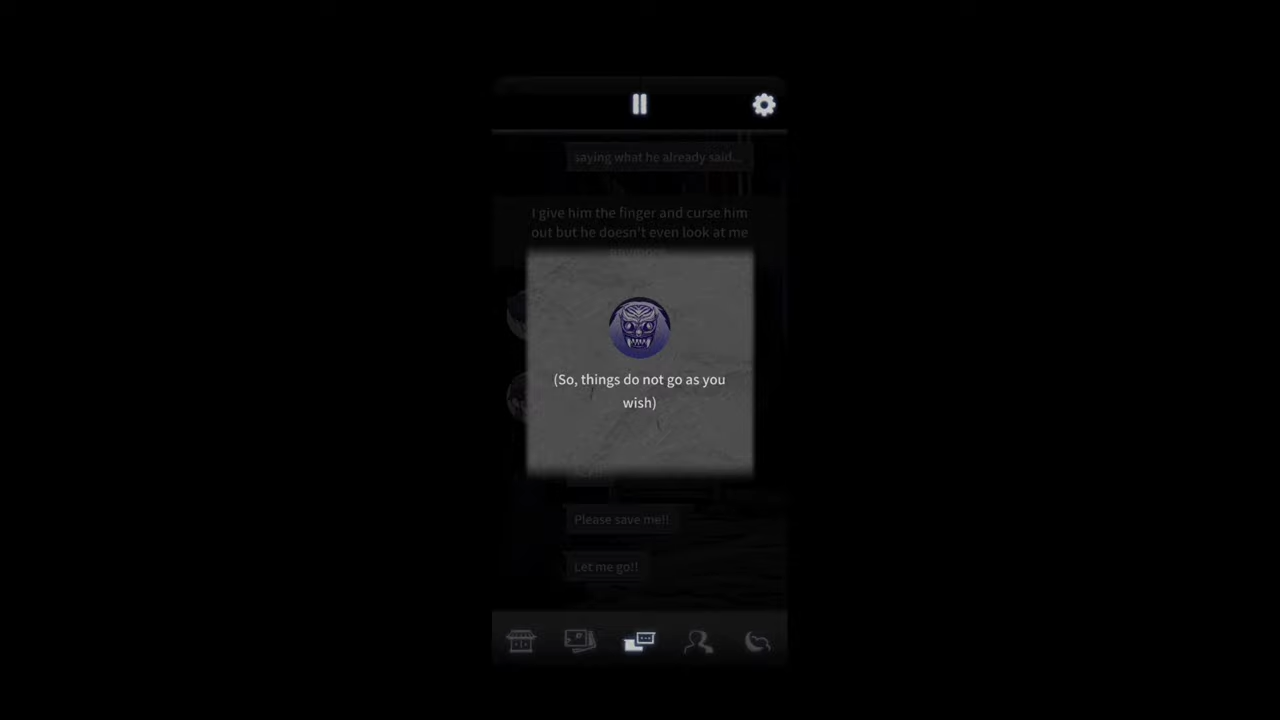 saying what he already said...
I give him the finger and curse him
out but he doesn't even look at me
anymore.
(So, things do not go as you
wish)
Please save me!!
Let me go!!